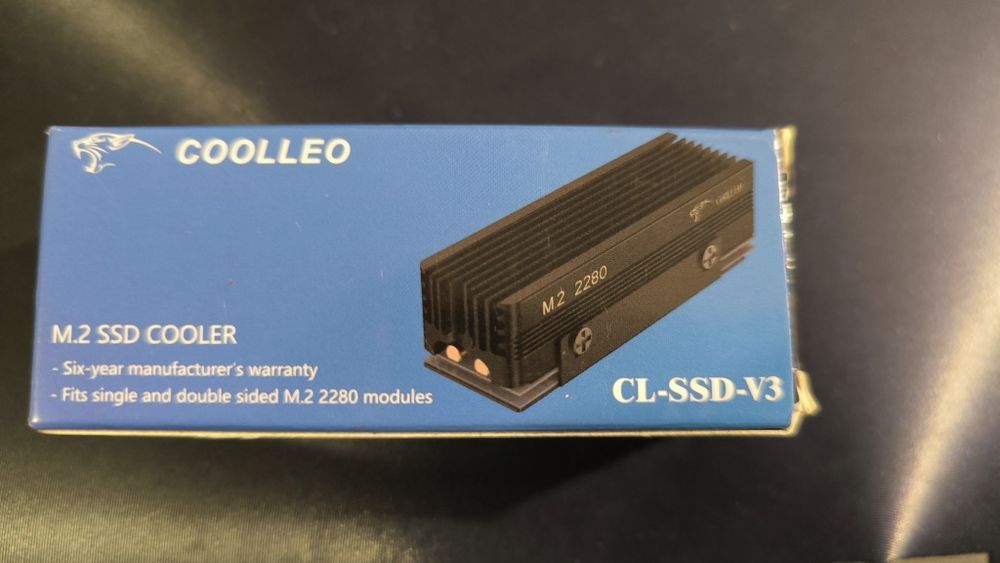 COOLLEO
COOLLEO
M.2 2280
M.2 SSD COOLER
- Six-year manufacturer's warranty
- Fits single and double sided M.2 2280 modules
CL-SSD-V3